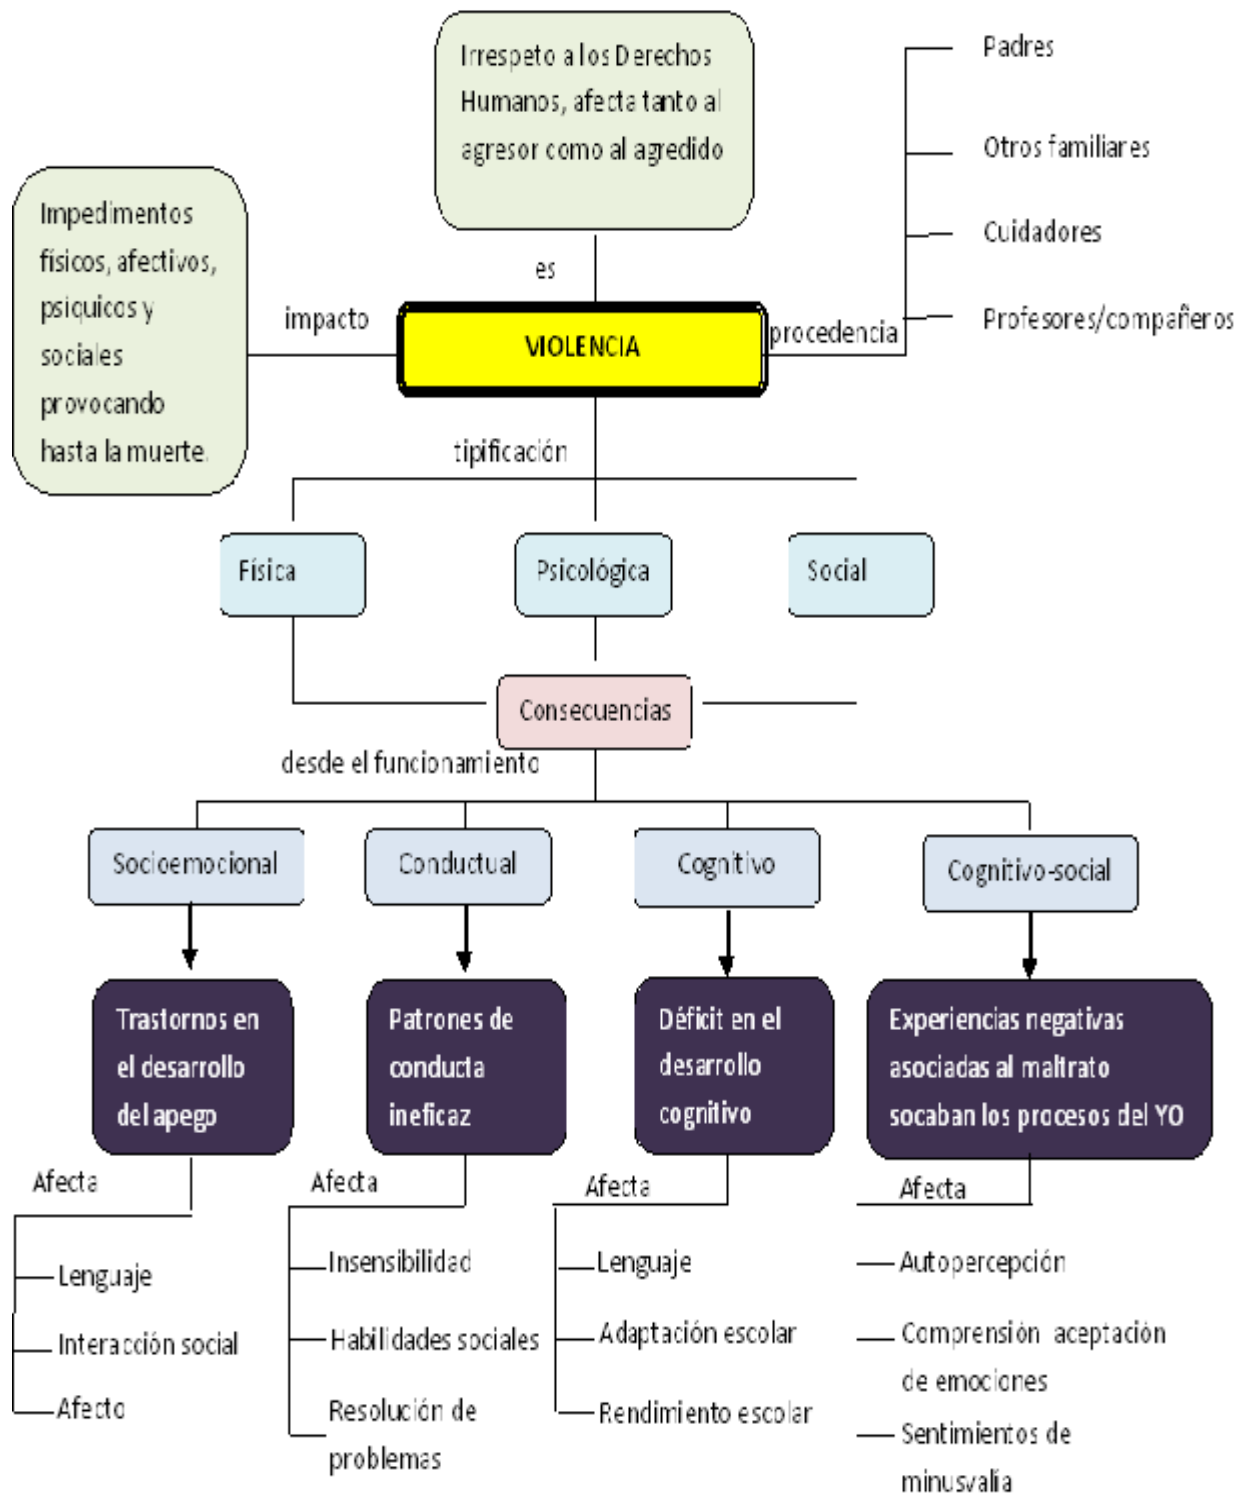 Irrespeto a los Derechos
Humanos, afecta tanto al
agresor como al agredido
Padres
Otros familiares
Cuidadores
Profesores/compañeros
Impedimentos
físicos, afectivos,
psíquicos y
sociales
provocando
hasta la muerte.
es
impacto
VIOLENCIA
procedencia
tipificación
Física
Psicológica
Social
Consecuencias
desde el funcionamiento
Socioemocional
Conductual
Cognitivo
Cognitivo-social
Trastornos en
el desarrollo
del apego
Patrones de
conducta
ineficaz
Déficit en el
desarrollo
cognitivo
Experiencias negativas
asociadas al maltrato
socaban los procesos del YO
Afecta
Lenguaje
Interacción social
Afecto
Afecta
Insensibilidad
Habilidades sociales
Resolución de
problemas
Afecta
Lenguaje
Adaptación escolar
Rendimiento escolar
Afecta
Autopercepción
Comprensión aceptación
de emociones
Sentimientos de
minusvalía